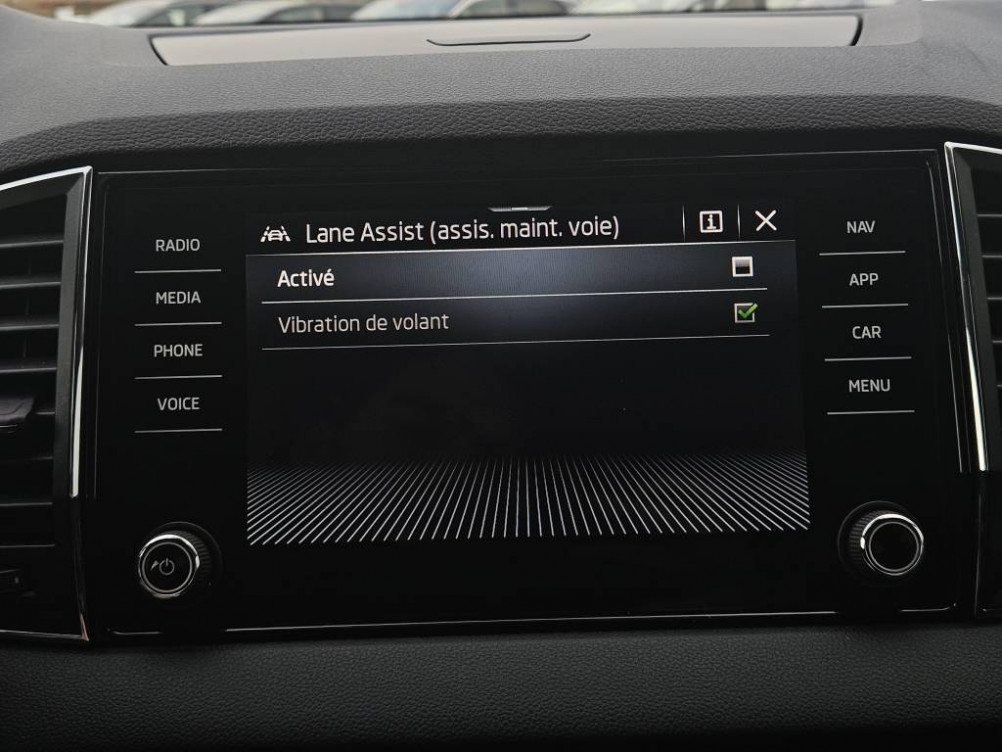 Lane Assist (assis. maint. voie)
Activé
Vibration de volant
RADIO
MEDIA
PHONE
VOICE
NAV
APP
CAR
MENU